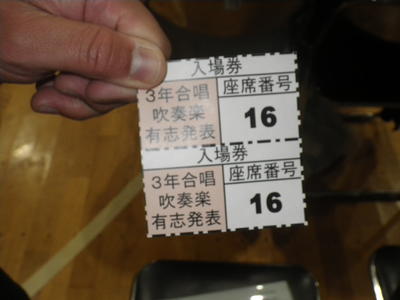 入場券
3年合唱
吹奏楽
有志発表
座席番号
16
入場券
3年合唱
吹奏楽
有志発表
座席番号
16